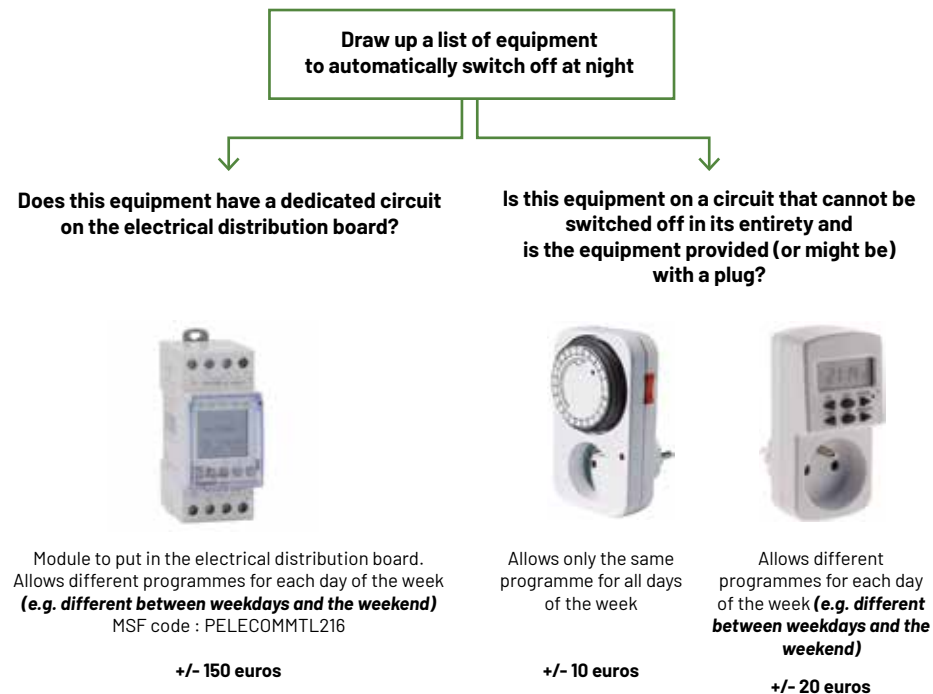 Draw up a list of equipment
to automatically switch off at night
Does this equipment have a dedicated circuit
on the electrical distribution board?
Is this equipment on a circuit that cannot be
switched off in its entirety and
is the equipment provided (or might be)
with a plug?
Module to put in the electrical distribution board.
Allows different programmes for each day of the week
(e.g. different between weekdays and the weekend)
MSF code : PELECOMMTL216
+/- 150 euros
Allows only the same
programme for all days
of the week
+/- 10 euros
Allows different
programmes for each day
of the week (e.g. different
between weekdays and the
weekend)
+/- 20 euros